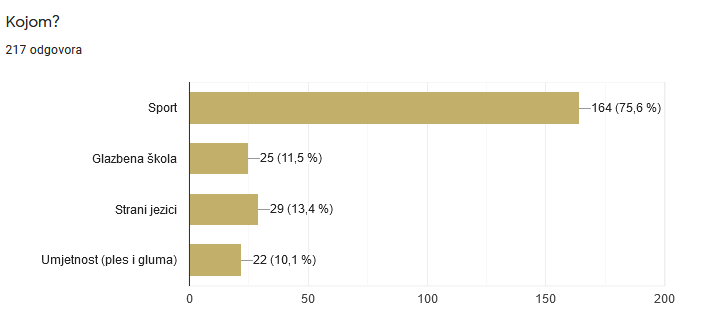 Kojom?
217 odgovora
Sport 164 (75,6 %)
Glazbena škola 25 (11,5 %)
Strani jezici 29 (13,4 %)
Umjetnost (ples i gluma) 22 (10,1 %)
0 50 100 150 200